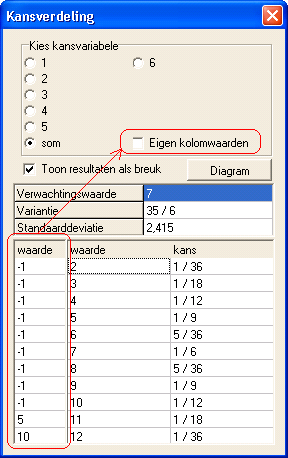 Kansverdeling
Kies kansvariabele
1 6
2
3
4
5
som Eigen kolomwaarden
Toon resultaten als breuk Diagram
Verwachtingswaarde 7
Variantie 35 / 6
Standaarddeviatie 2,415
waarde waarde kans
-1 2 1 / 36
-1 3 1 / 18
-1 4 1 / 12
-1 5 1 / 9
-1 6 5 / 36
-1 7 1 / 6
-1 8 5 / 36
-1 9 1 / 9
-1 10 1 / 12
5 11 1 / 18
10 12 1 / 36